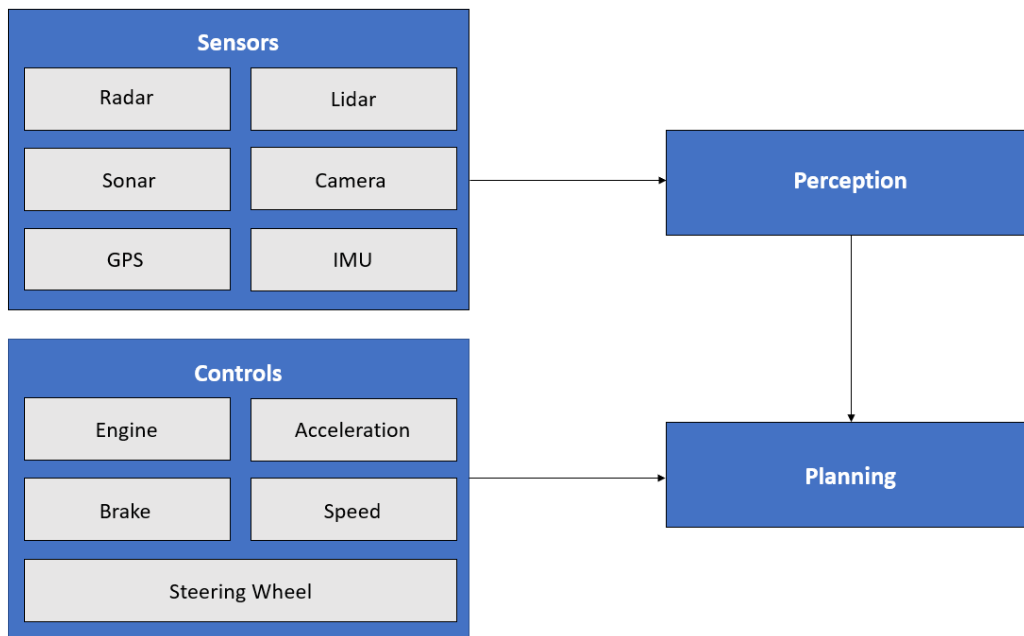 Sensors
Radar
Lidar
Sonar
Camera
GPS
IMU
Perception
Controls
Engine
Acceleration
Brake
Speed
Steering Wheel
Planning